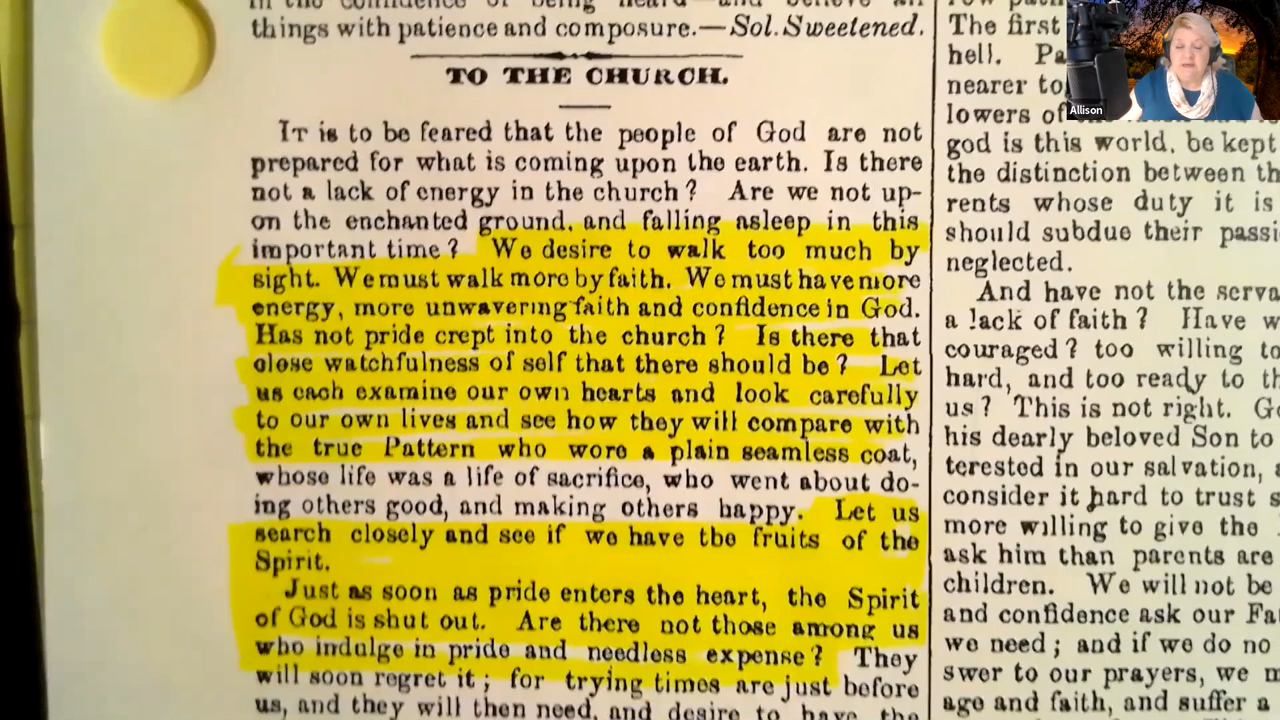 things with patience and composure.—Sol. Sweetened.
TO THE CHURCH.
It is to be feared that the people of God are not
prepared for what is coming upon the earth. Is there
not a lack of energy in the church? Are we not up-
on the enchanted ground, and falling asleep in this
important time? We desire to walk too much by
sight. We must walk more by faith. We must have more
energy, more unwavering faith and confidence in God.
Has not pride crept into the church? Is there that
close watchfulness of self that there should be? Let
us each examine our own hearts and look carefully
to our own lives and see how they will compare with
the true Pattern who wore a plain seamless coat,
whose life was a life of sacrifice, who went about do-
ing others good, and making others happy. Let us
search closely and see if we have the fruits of the
Spirit.
Just as soon as pride enters the heart, the Spirit
of God is shut out. Are there not those among us
who indulge in pride and needless expense? They
will soon regret it; for trying times are just before
us, and they will then need, and desire to have the
The first
hell.
nearer to
lowers of
god is this world, be kept
the distinction between
rents whose duty it is
should subdue their
neglected.
And have not the
a lack of faith? Have
couraged? too willing to
hard, and too ready to
us? This is not right.
his dearly beloved Son to
terested in our salvation,
consider it hard to trust
more willing to give the
ask him than parents are
children. We will not be
and confidence ask our
we need; and if we do
swer to our prayers, we
age and faith, and suffer a
Allison